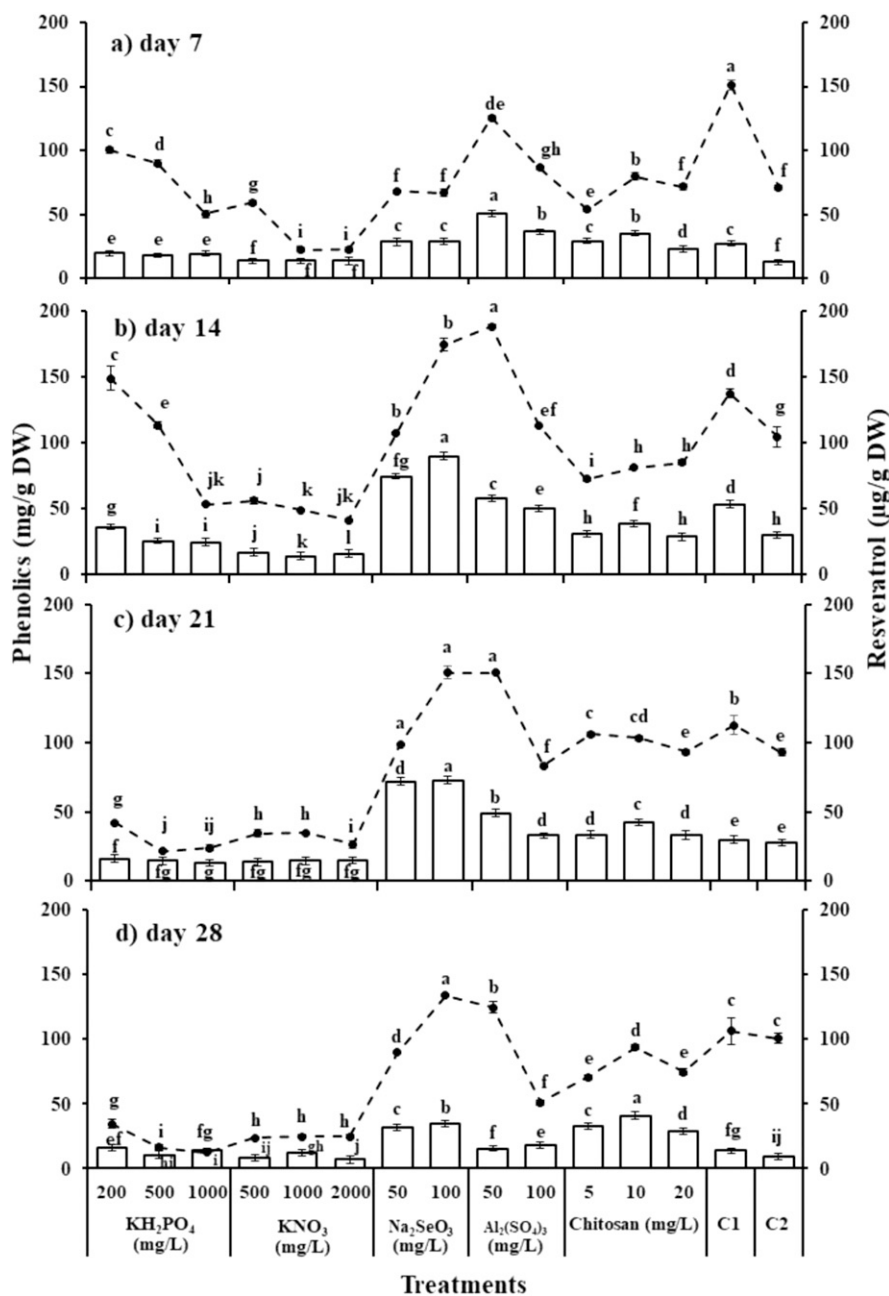 Phenolics (mg/g DW)
Resveratrol (µg/g DW)
a) day 7
200 200
150 150
100 100
50 50
0 0
c d h g i i f f de gh e b f a f
e e e f f f c c a b c b d c f
b) day 14
200 200
150 150
100 100
50 50
0 0
c e jk j k jk b b a ef i h h d g
g i i j k l fg a c e h f h d h
c) day 21
200 200
150 150
100 100
50 50
0 0
g j ij h h i a a a f c cd e b e
f fg g fg fg fg d a b d d c d e e
d) day 28
200 200
150 150
100 100
50 50
0 0
g i fg h h h d a b f e d e c c
ef hi i ij gh j c b f e c a d fg ij
200 500 1000 500 1000 2000 50 100 50 100 5 10 20
KH₂PO₄ KNO₃ Na₂SeO₃ Al₂(SO₄)₃ Chitosan (mg/L) C1 C2
(mg/L) (mg/L) (mg/L) (mg/L)
Treatments